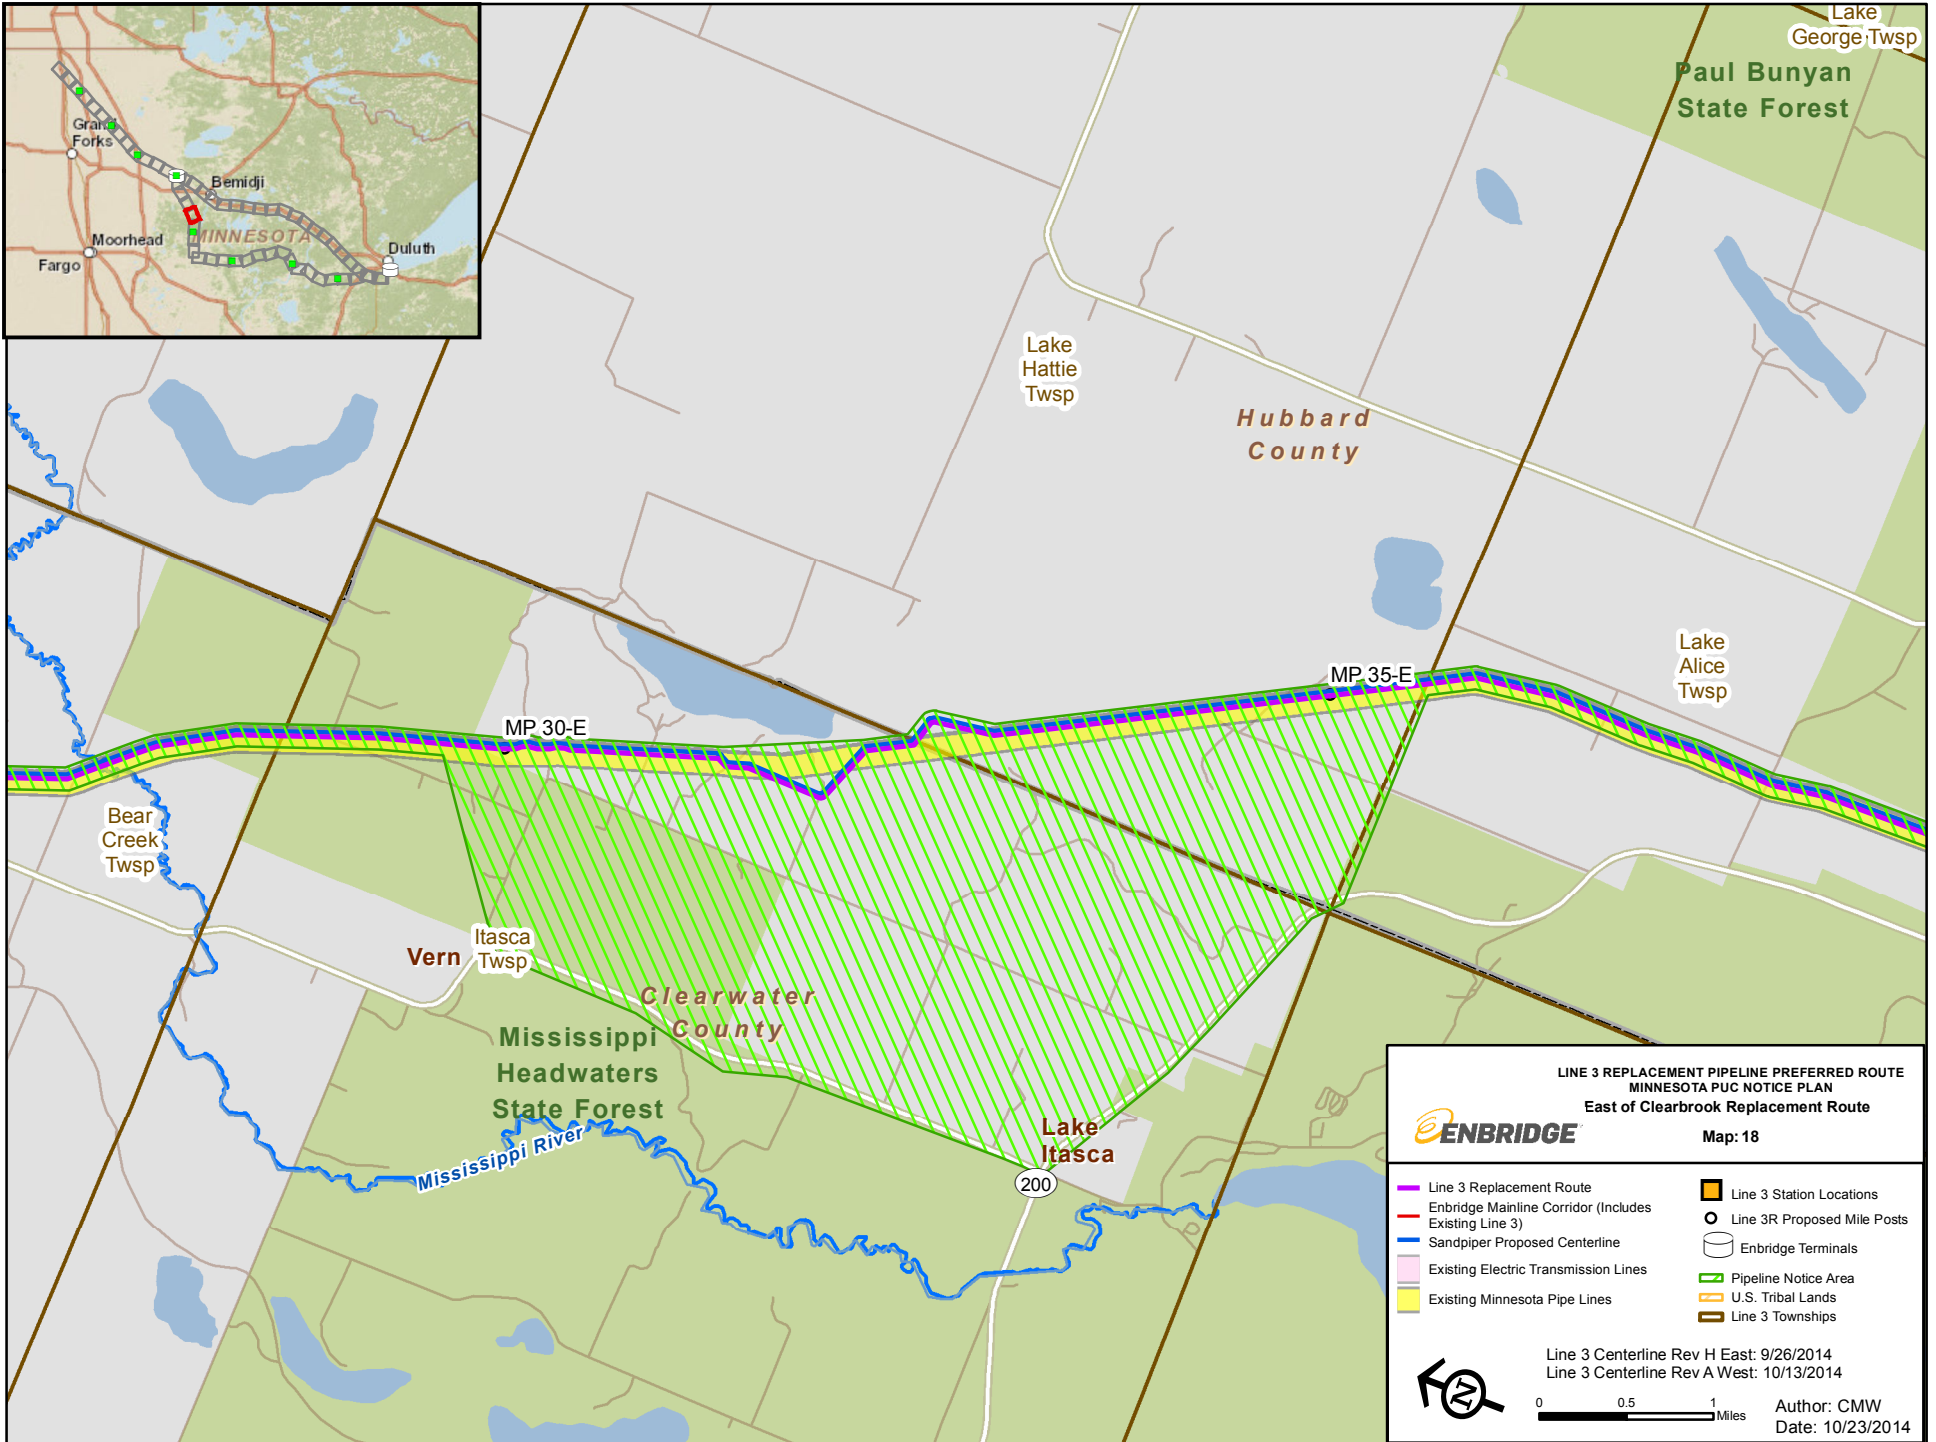 Grand
Forks
Bemidji
MINNESOTA
Moorhead
Fargo
Duluth
Lake
George Twsp
Paul Bunyan
State Forest
Lake
Hattie
Twsp
Hubbard
County
Lake
Alice
Twsp
MP 35-E
MP 30-E
Bear
Creek
Twsp
Vern
Itasca
Twsp
Clearwater
County
Mississippi
Headwaters
State Forest
Mississippi River
Lake
Itasca
200
LINE 3 REPLACEMENT PIPELINE PREFERRED ROUTE
MINNESOTA PUC NOTICE PLAN
East of Clearbrook Replacement Route
ENBRIDGE
Map: 18
Line 3 Replacement Route
Enbridge Mainline Corridor (Includes
Existing Line 3)
Sandpiper Proposed Centerline
Existing Electric Transmission Lines
Existing Minnesota Pipe Lines
Line 3 Station Locations
Line 3R Proposed Mile Posts
Enbridge Terminals
Pipeline Notice Area
U.S. Tribal Lands
Line 3 Townships
Line 3 Centerline Rev H East: 9/26/2014
Line 3 Centerline Rev A West: 10/13/2014
N
0 0.5 1
Miles
Author: CMW
Date: 10/23/2014